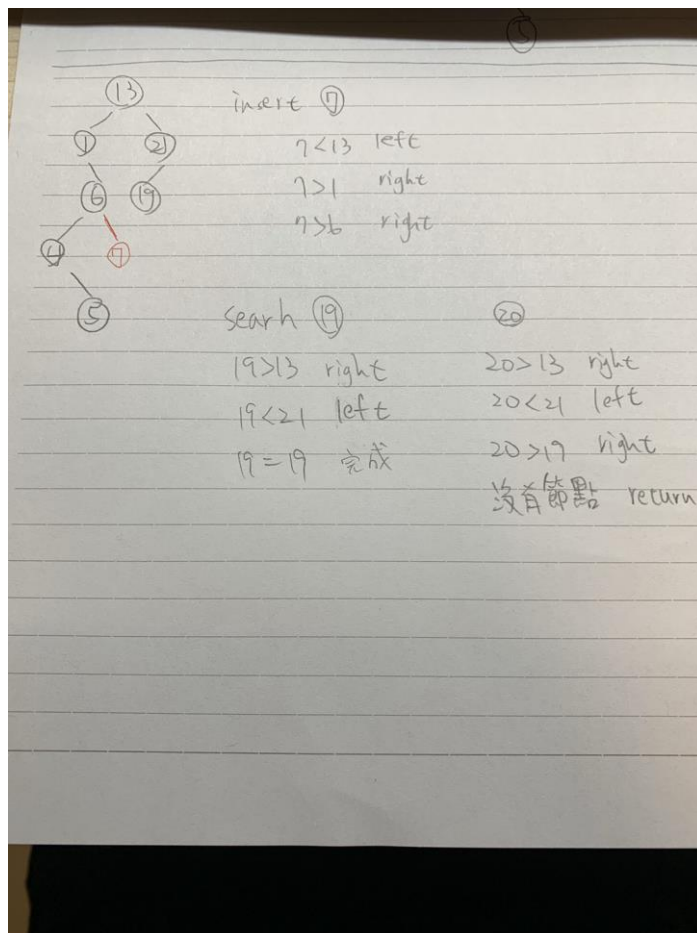 5
13
1 21
6 19
4 7
5
insert 7
7<13 left
7>1 right
7>6 right
searh 19
19>13 right
19<21 left
19=19 完成
20
20>13 right
20<21 left
20>19 right
沒有節點 return